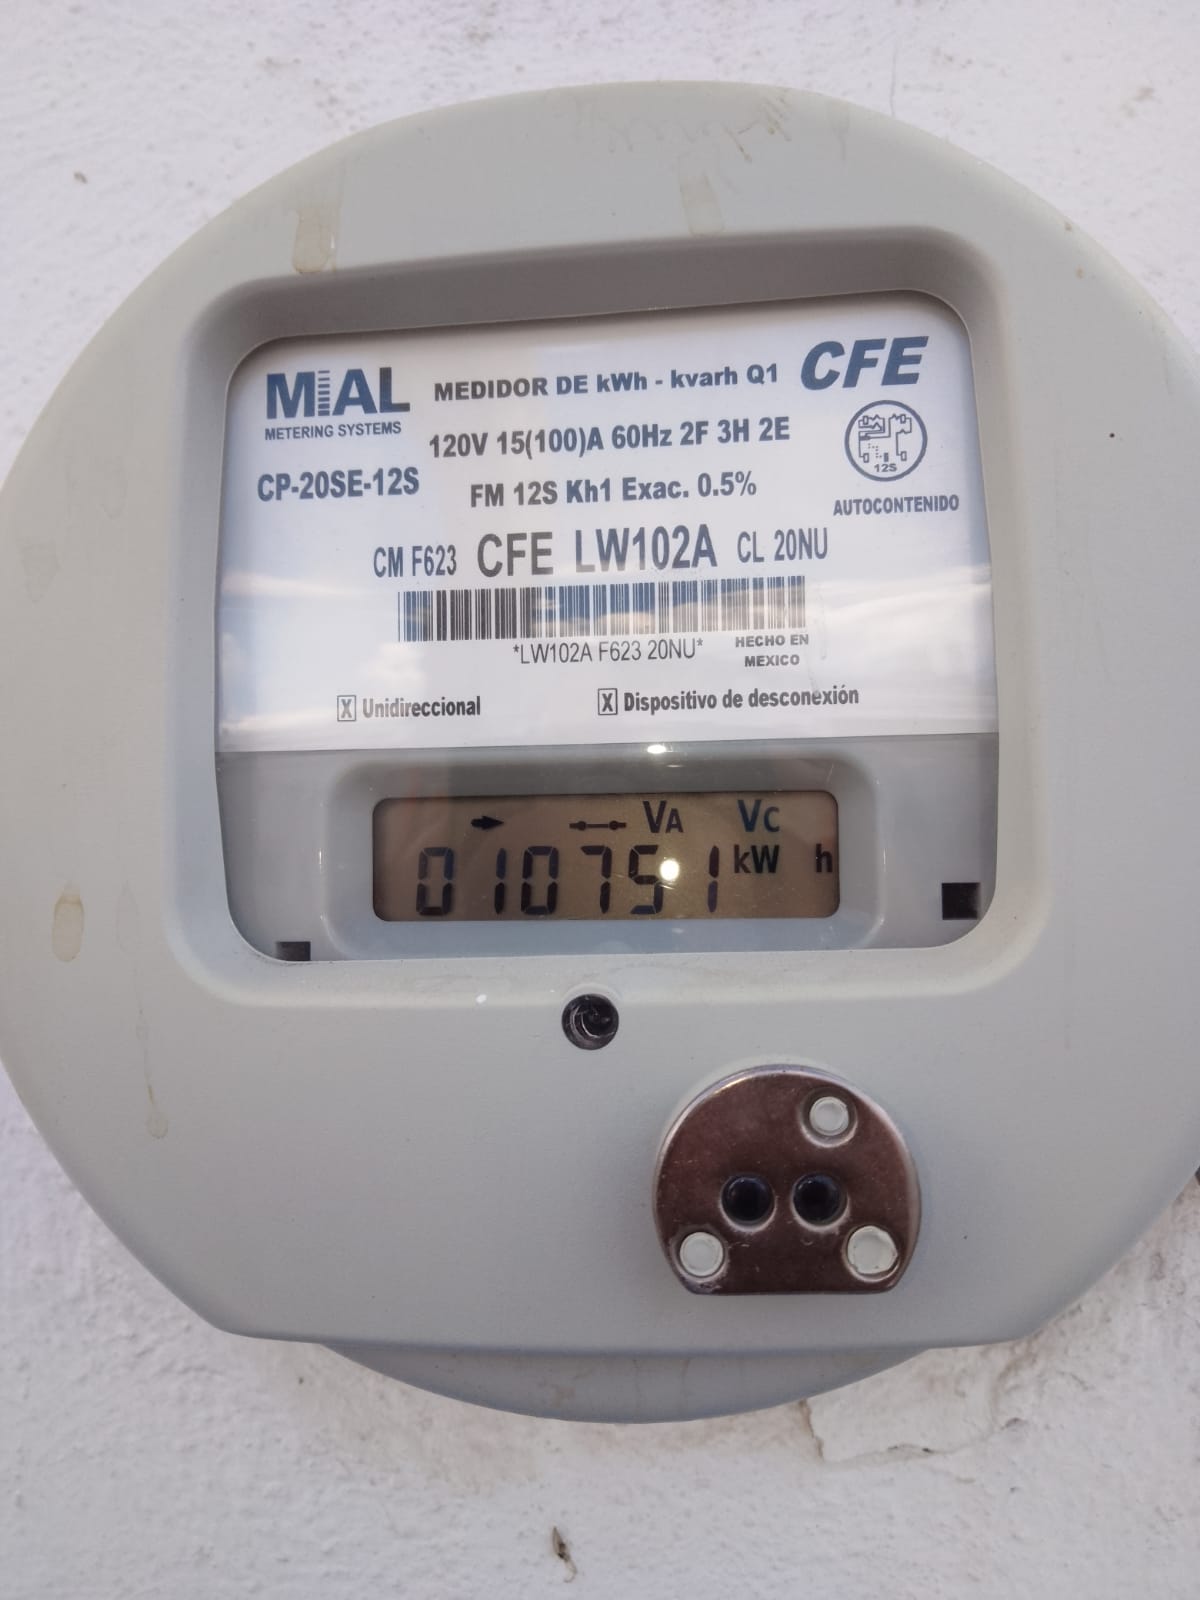 MIAL
METERING SYSTEMS
MEDIDOR DE kWh - kvarh Q1
CFE
120V 15(100)A 60Hz 2F 3H 2E
CP-20SE-12S
FM 12S Kh1 Exac. 0.5%
12S
AUTOCONTENIDO
CM F623 CFE LW102A CL 20NU
*LW102A F623 20NU*
HECHO EN
MEXICO
X Unidireccional
X Dispositivo de desconexión
VA VC
010751 kW h